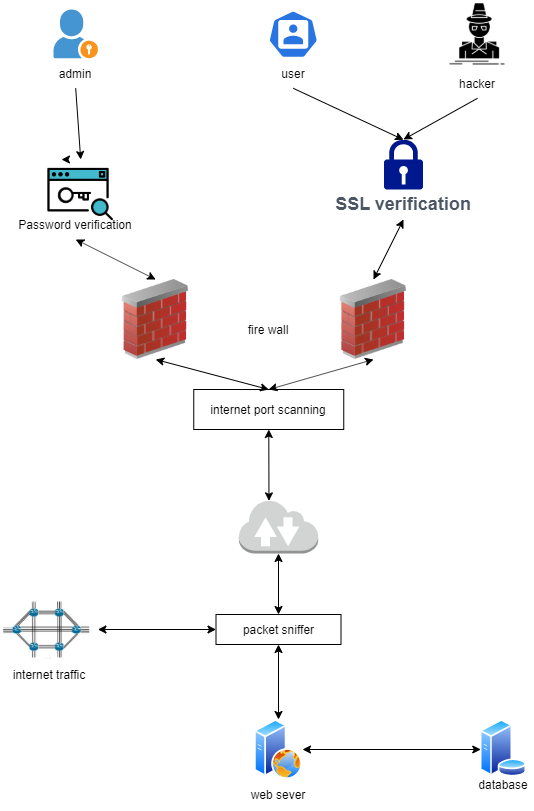 admin
user
hacker
Password verification
SSL verification
fire wall
internet port scanning
packet sniffer
internet traffic
web sever
database